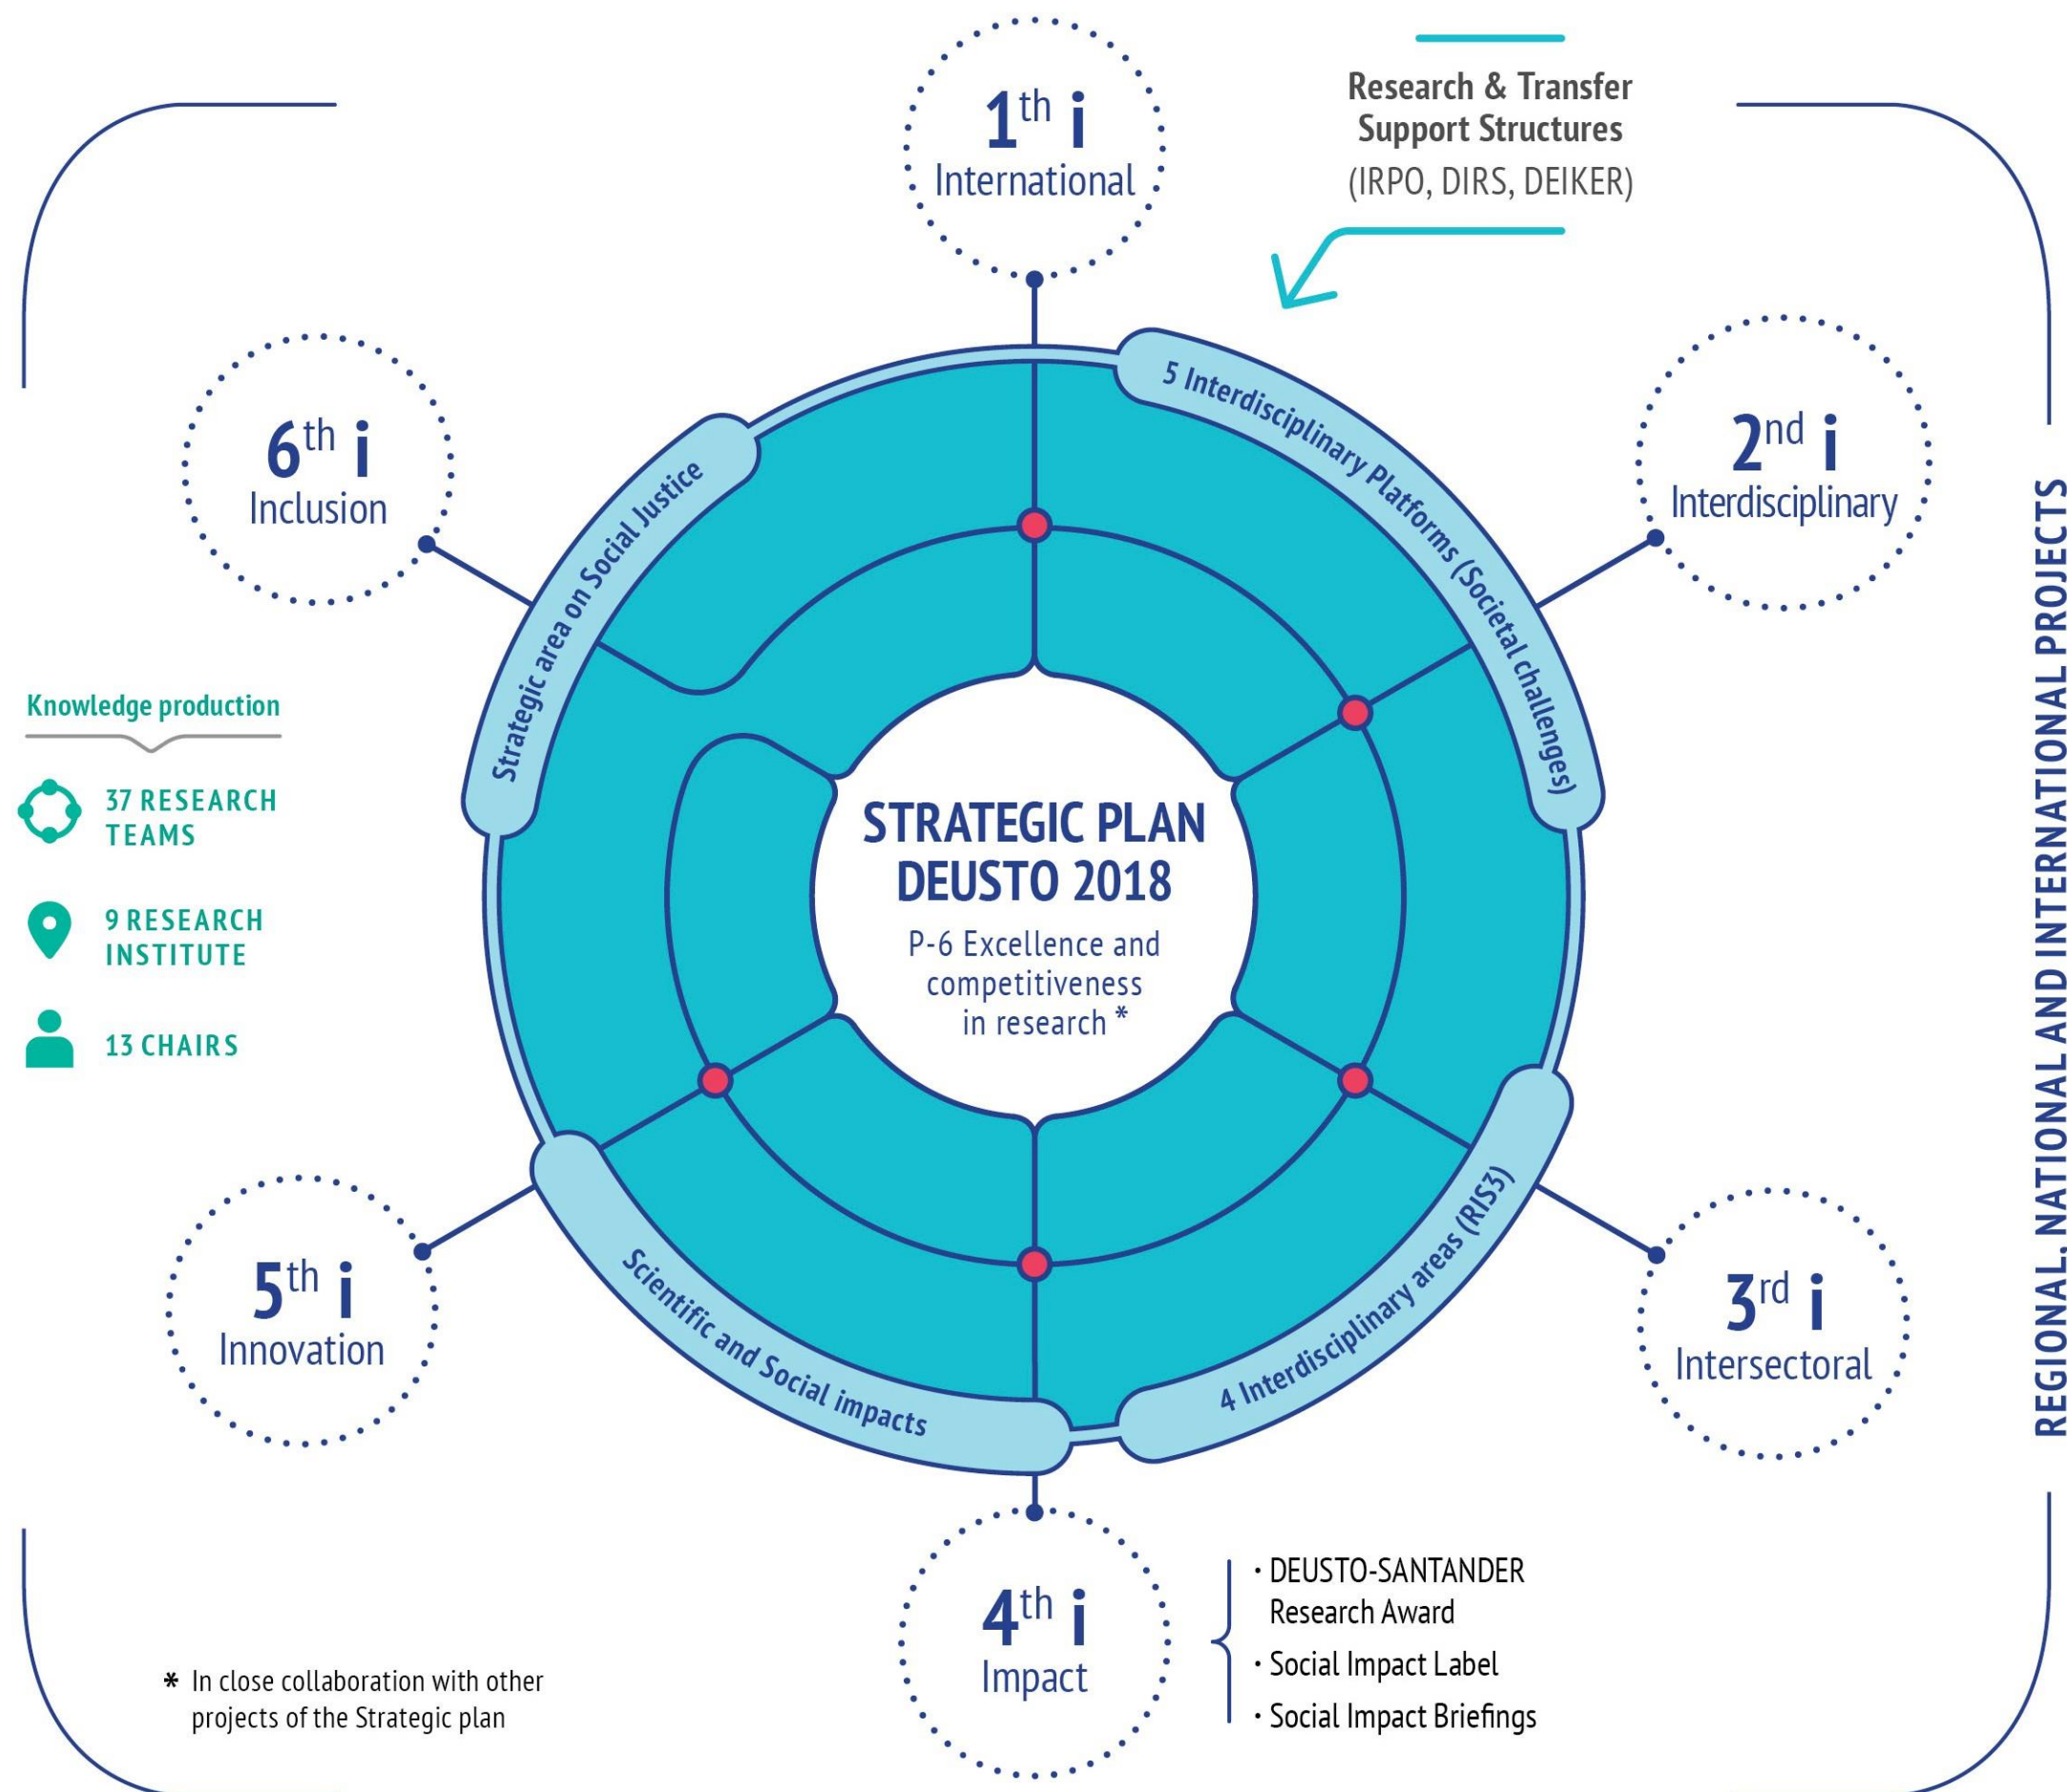 1th i
International
Research & Transfer
Support Structures
(IRPO, DIRS, DEIKER)
6th i
Inclusion
2nd i
Interdisciplinary
5 Interdisciplinary Platforms (Societal challenges)
Strategic area on Social Justice
REGIONAL, NATIONAL AND INTERNATIONAL PROJECTS
Knowledge production
37 RESEARCH
TEAMS
9 RESEARCH
INSTITUTE
13 CHAIRS
STRATEGIC PLAN
DEUSTO 2018
P-6 Excellence and
competitiveness
in research *
5th i
Innovation
Scientific and Social impacts
4 Interdisciplinary areas (RIS3)
3rd i
Intersectoral
4th i
Impact
· DEUSTO-SANTANDER
Research Award
· Social Impact Label
· Social Impact Briefings
* In close collaboration with other
projects of the Strategic plan